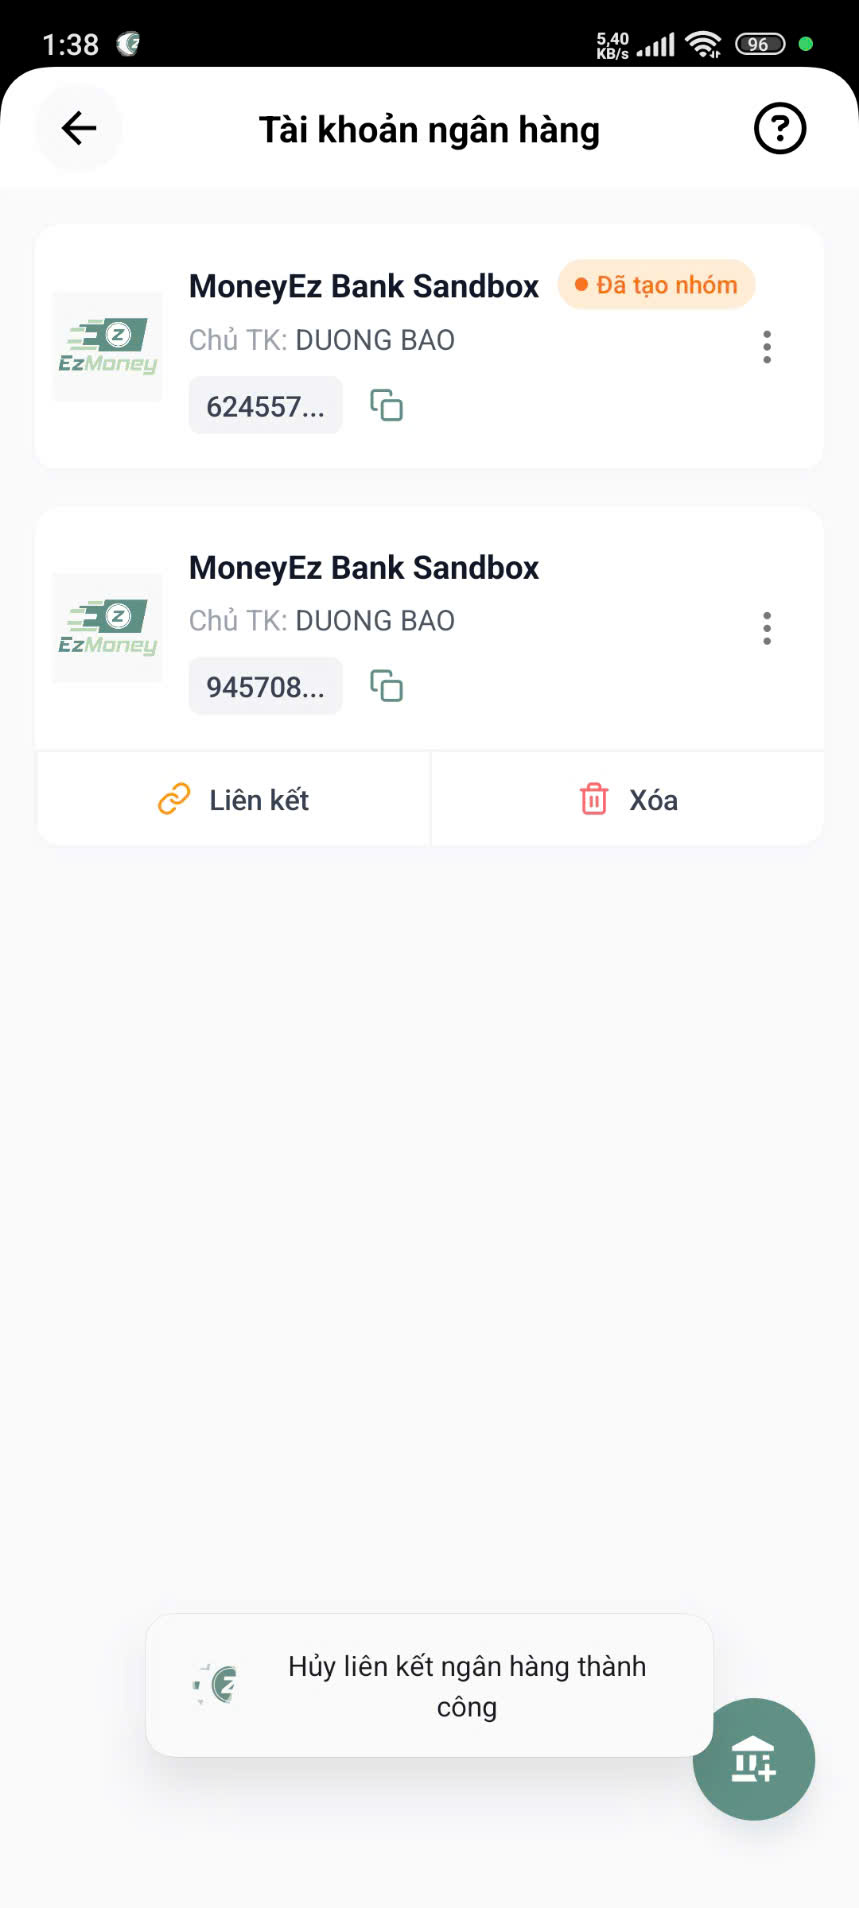 1:38
5,40
KB/s
96
Tài khoản ngân hàng
MoneyEz Bank Sandbox
Đã tạo nhóm
Chủ TK: DUONG BAO
EzMoney
624557...
MoneyEz Bank Sandbox
Chủ TK: DUONG BAO
EzMoney
945708...
Liên kết
Xóa
Hủy liên kết ngân hàng thành
công